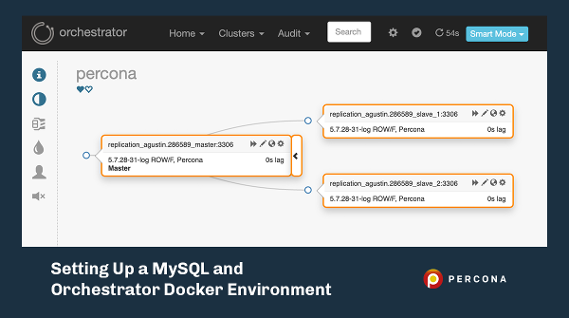 orchestrator
Home
Clusters
Audit
Search
54s
Smart Mode
percona
replication_agustin.286589_master:3306
5.7.28-31-log ROW/F, Percona
0s lag
Master
replication_agustin.286589_slave_1:3306
5.7.28-31-log ROW/F, Percona
0s lag
replication_agustin.286589_slave_2:3306
5.7.28-31-log ROW/F, Percona
0s lag
Setting Up a MySQL and
Orchestrator Docker Environment
PERCONA